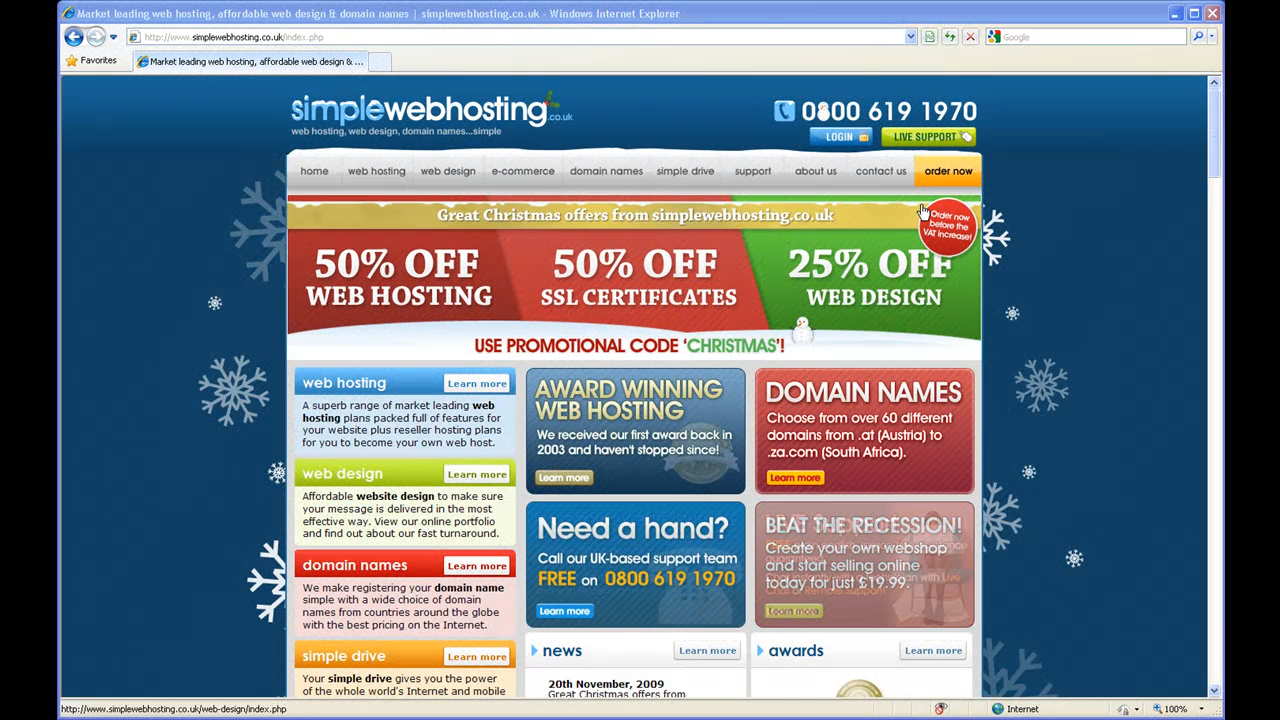 Market leading web hosting, affordable web design & domain names | simplewebhosting.co.uk - Windows Internet Explorer
http://www.simplewebhosting.co.uk/index.php
Google
Favorites
Market leading web hosting, affordable web design & ...
simplewebhosting.co.uk
web hosting, web design, domain names...simple
0800 619 1970
LOGIN
LIVE SUPPORT
home web hosting web design e-commerce domain names simple drive support about us contact us order now
Great Christmas offers from simplewebhosting.co.uk
Order now
before the
VAT increase!
50% OFF
WEB HOSTING
50% OFF
SSL CERTIFICATES
25% OFF
WEB DESIGN
USE PROMOTIONAL CODE 'CHRISTMAS'!
web hosting
Learn more
A superb range of market leading web
hosting plans packed full of features for
your website plus reseller hosting plans
for you to become your own web host.
web design
Learn more
Affordable website design to make sure
your message is delivered in the most
effective way. View our online portfolio
and find out about our fast turnaround.
domain names
Learn more
We make registering your domain name
simple with a wide choice of domain
names from countries around the globe
with the best pricing on the Internet.
simple drive
Learn more
Your simple drive gives you the power
of the whole world's Internet and mobile
AWARD WINNING
WEB HOSTING
We received our first award back in
2003 and haven't stopped since!
Learn more
DOMAIN NAMES
Choose from over 60 different
domains from .at (Austria) to
.za.com (South Africa).
Learn more
Need a hand?
Call our UK-based support team
FREE on 0800 619 1970
Learn more
BEAT THE RECESSION!
Create your own webshop
and start selling online
today for just £19.99.
Learn more
news
Learn more
20th November, 2009
Great Christmas offers from
awards
Learn more
http://www.simplewebhosting.co.uk/web-design/index.php
Internet
100%